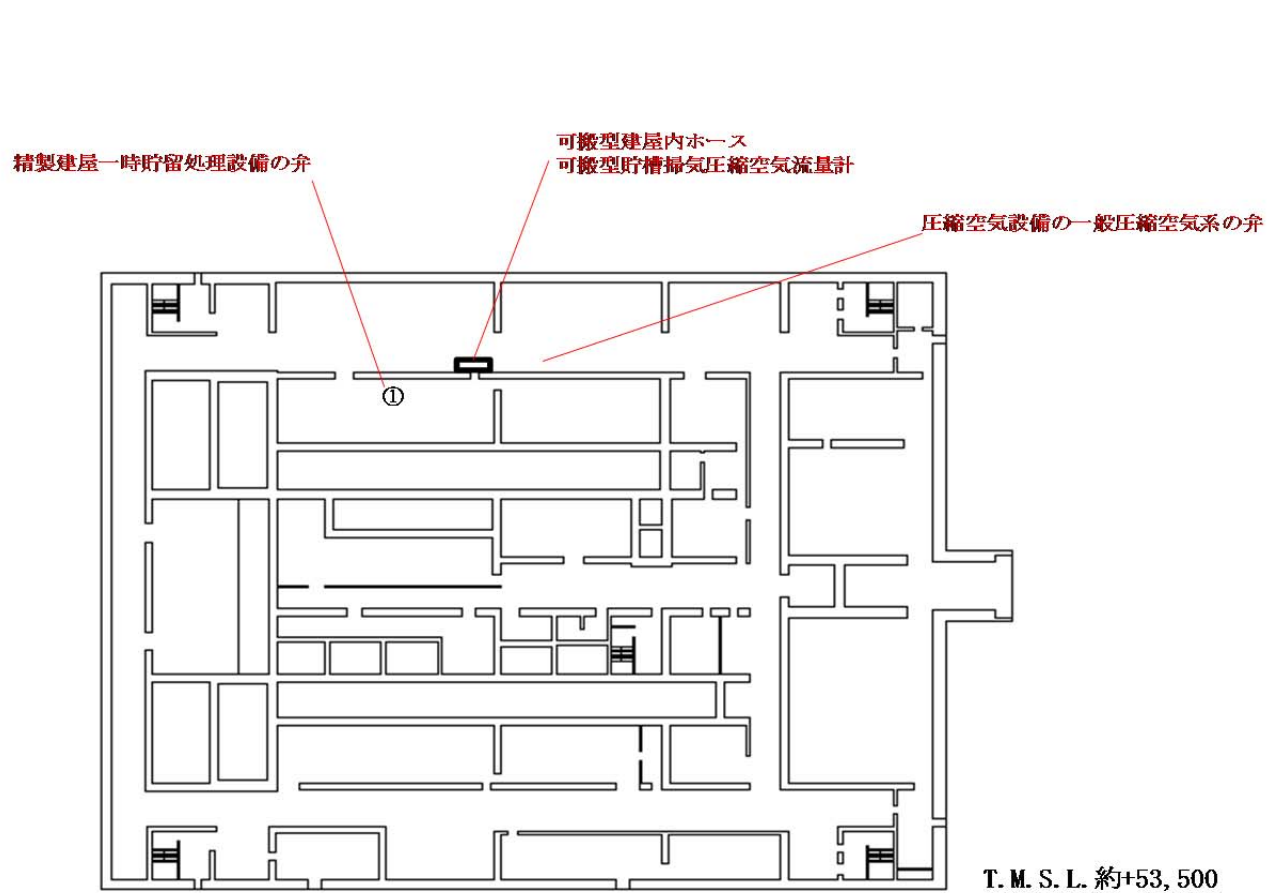 可搬型建屋内ホース
精製建屋一時貯留処理設備の弁
可搬型貯槽掃気圧縮空気流量計
圧縮空気設備の一般圧縮空気系の弁
①
T.M.S.L.約+53,500